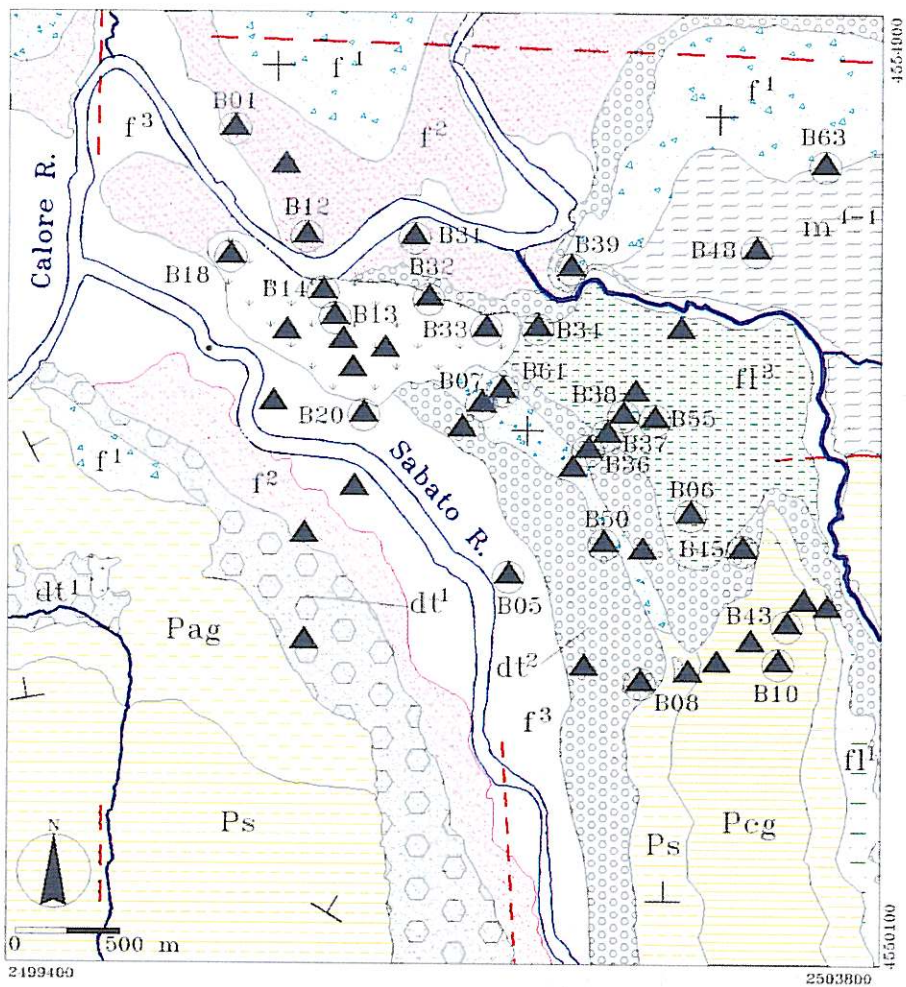 4554900
f¹
f¹
B01
f³
B63
f²
Calore R.
m⁴⁻¹
B12
B31
B39
B48
B18
B32
B14
B13
B33
B34
B61
fl²
B07
B38
B55
B20
B37
Sabato R.
B36
f¹
f²
B06
B50
B45
dt¹
dt¹
B05
B43
Pag
dt²
B10
B08
f³
fl¹
Ps
Ps
Pcg
N
0 500 m
4550100
2499400
2503800